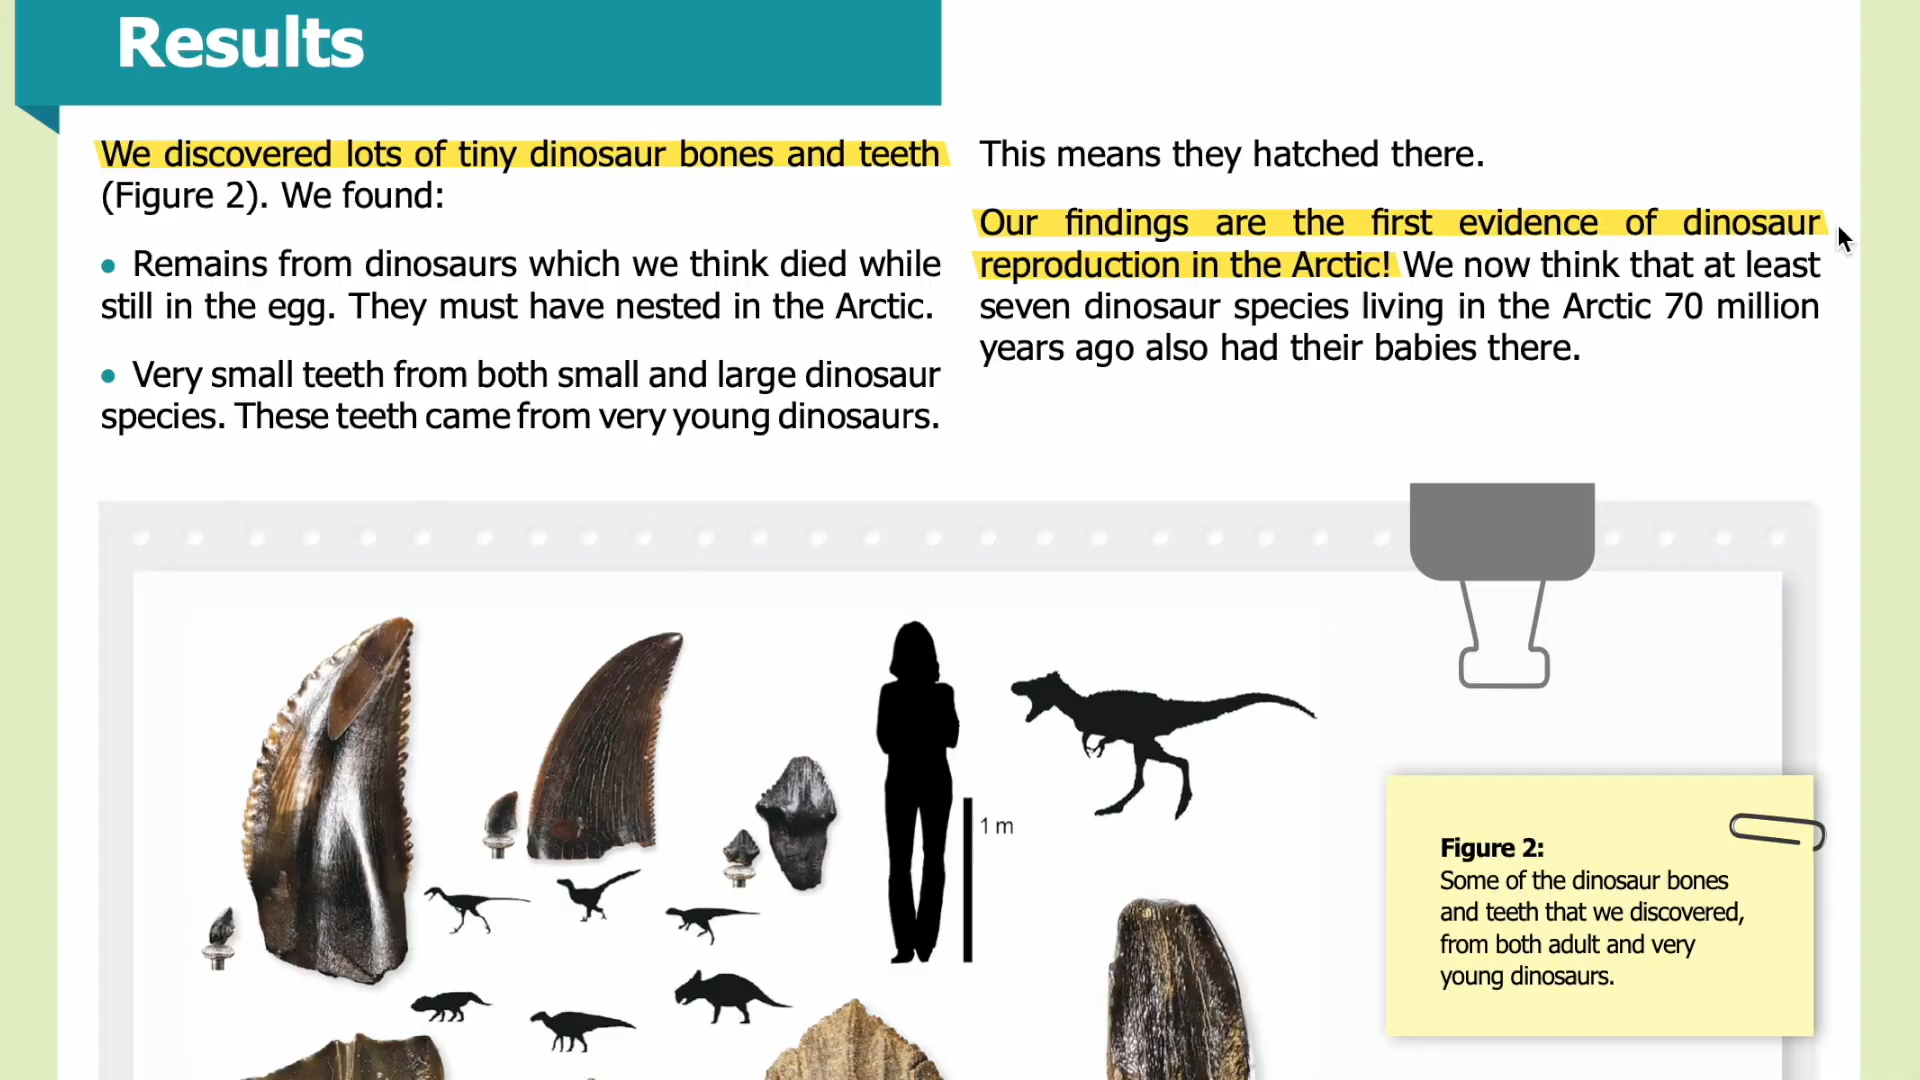 Results
We discovered lots of tiny dinosaur bones and teeth
(Figure 2). We found:
• Remains from dinosaurs which we think died while
still in the egg. They must have nested in the Arctic.
• Very small teeth from both small and large dinosaur
species. These teeth came from very young dinosaurs.
This means they hatched there.
Our findings are the first evidence of dinosaur
reproduction in the Arctic! We now think that at least
seven dinosaur species living in the Arctic 70 million
years ago also had their babies there.
1 m
Figure 2:
Some of the dinosaur bones
and teeth that we discovered,
from both adult and very
young dinosaurs.